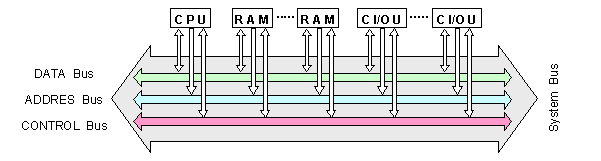 CPU RAM ······ RAM CI/OU ······ CI/OU
DATA Bus
ADDRES Bus
CONTROL Bus
System Bus